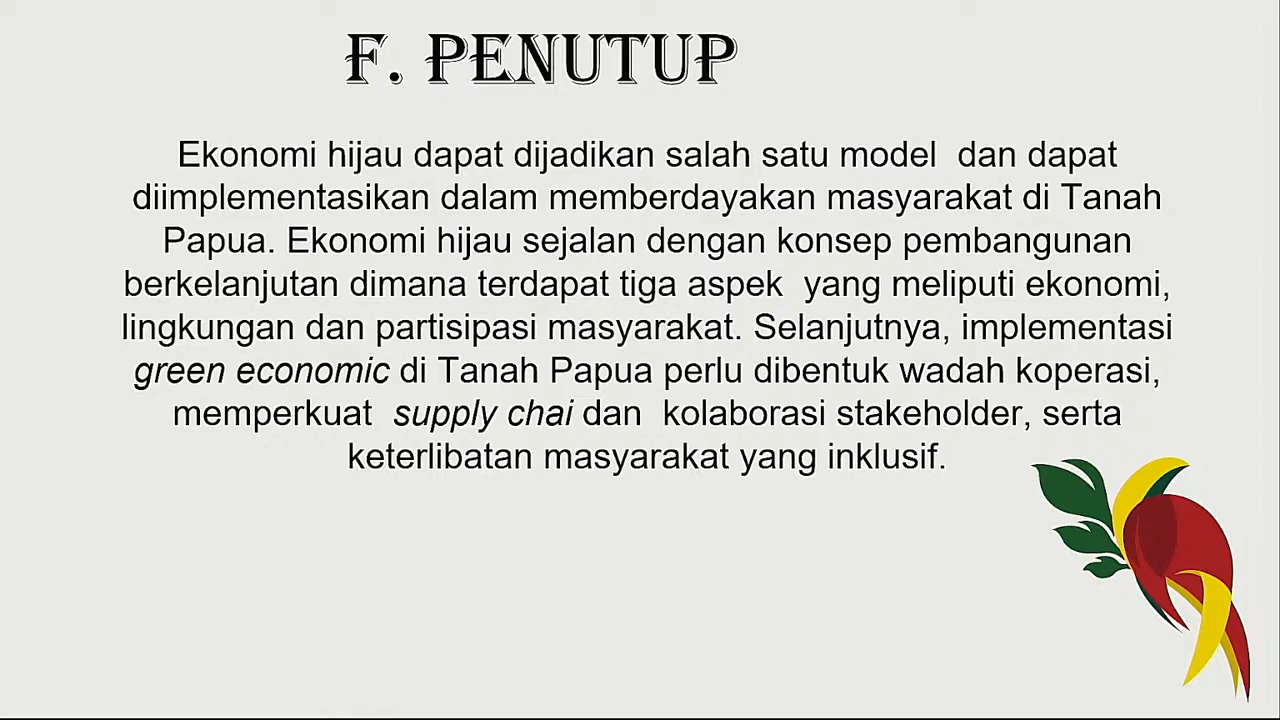 F. PENUTUP
Ekonomi hijau dapat dijadikan salah satu model  dan dapat
diimplementasikan dalam memberdayakan masyarakat di Tanah
Papua. Ekonomi hijau sejalan dengan konsep pembangunan
berkelanjutan dimana terdapat tiga aspek  yang meliputi ekonomi,
lingkungan dan partisipasi masyarakat. Selanjutnya, implementasi
green economic di Tanah Papua perlu dibentuk wadah koperasi,
memperkuat  supply chai dan  kolaborasi stakeholder, serta
keterlibatan masyarakat yang inklusif.